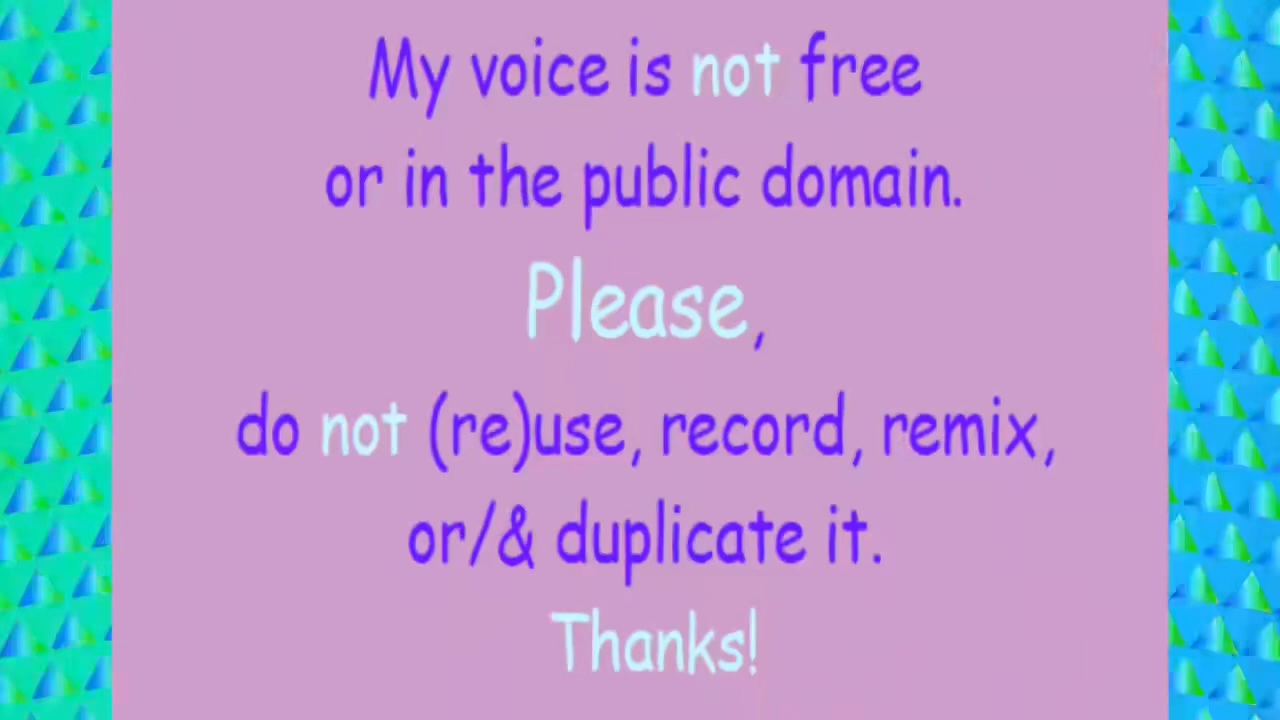 My voice is not free
or in the public domain.
Please,
do not (re)use, record, remix,
or/& duplicate it.
Thanks!